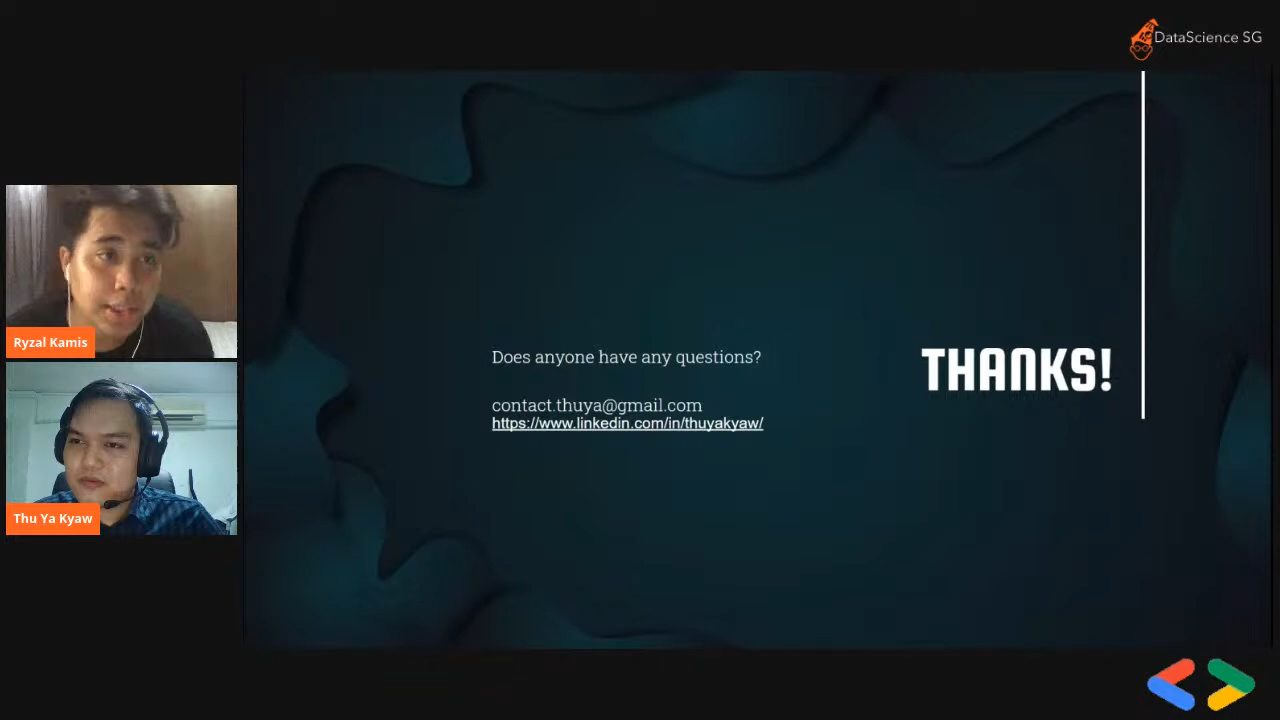 DataScience SG
Ryzal Kamis
Thu Ya Kyaw
Does anyone have any questions?
contact.thuya@gmail.com
https://www.linkedin.com/in/thuyakyaw/
THANKS!